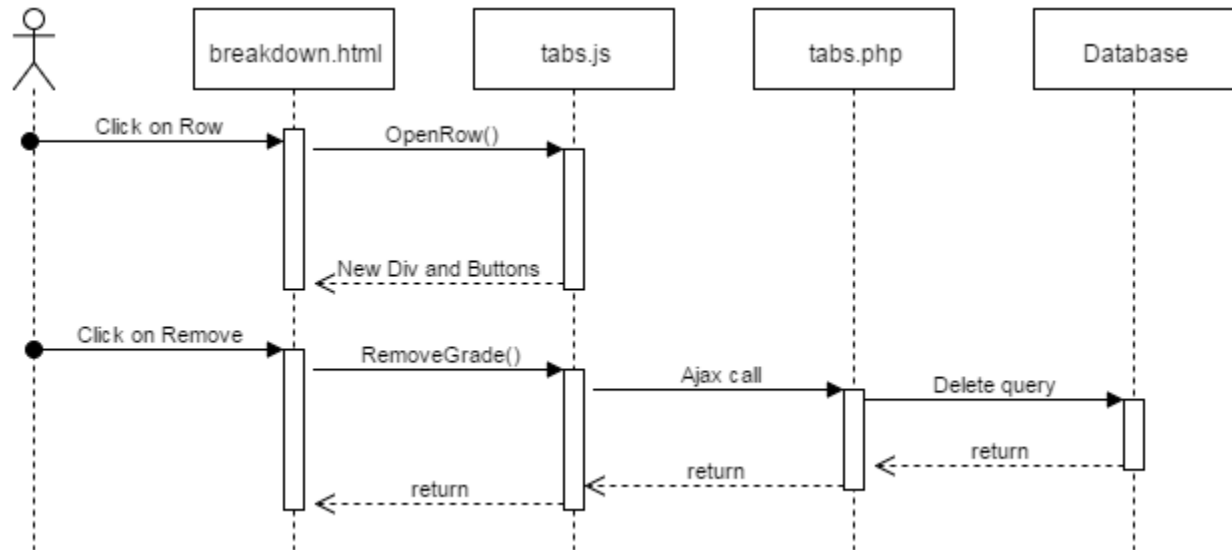 breakdown.html
tabs.js
tabs.php
Database
Click on Row
OpenRow()
New Div and Buttons
Click on Remove
RemoveGrade()
Ajax call
Delete query
return
return
return